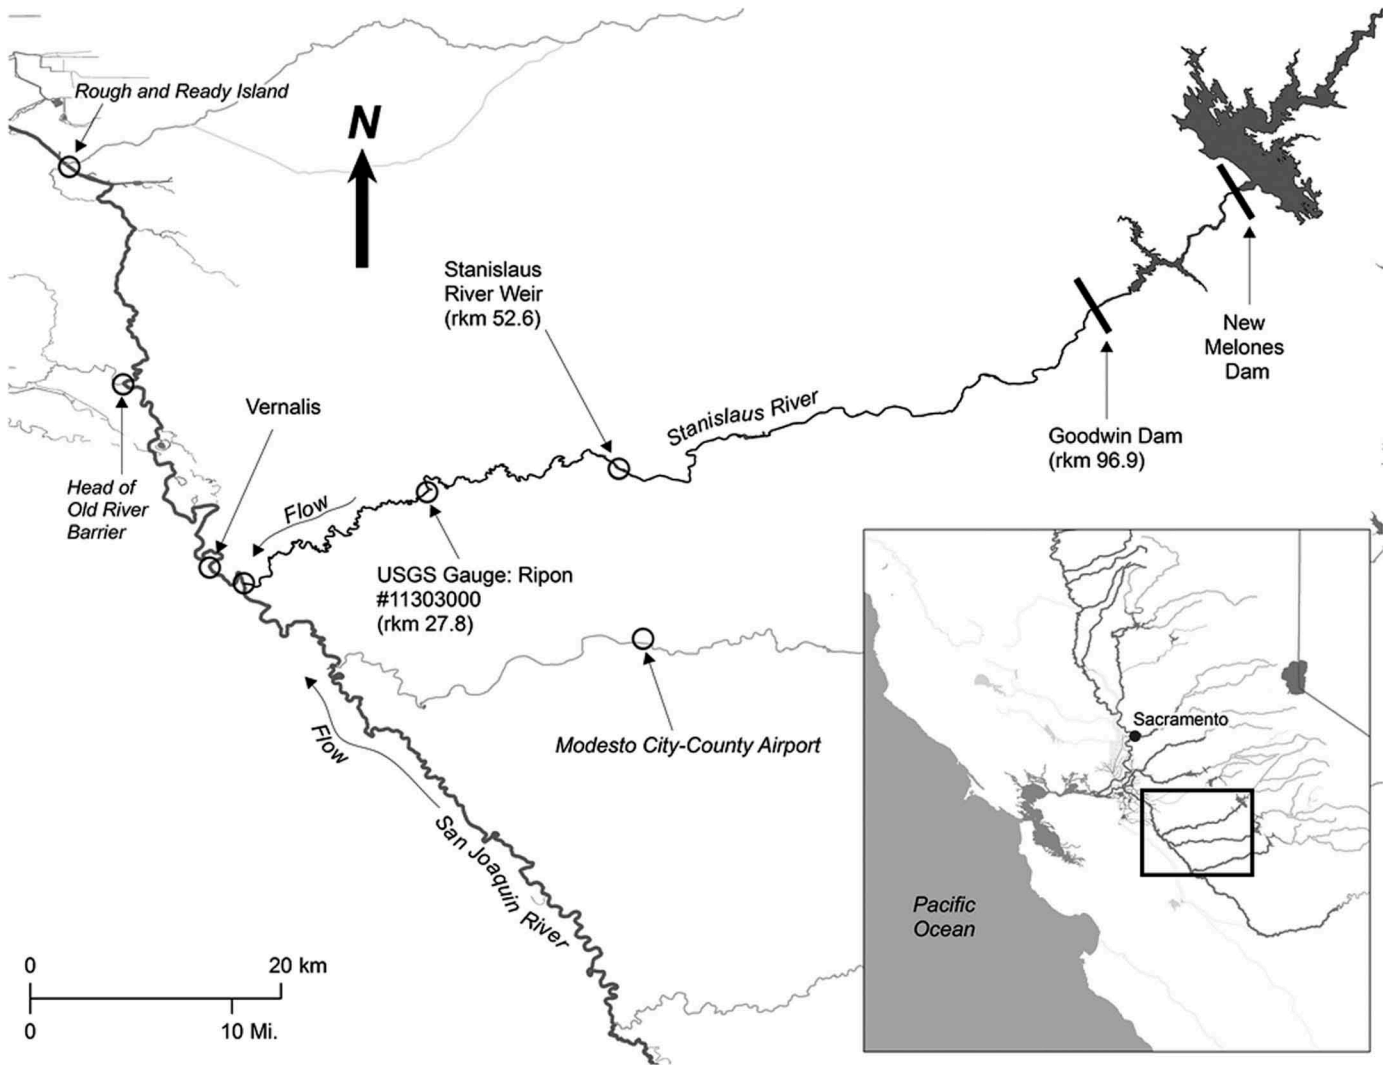 Rough and Ready Island
N
Stanislaus
River Weir
(rkm 52.6)
New
Melones
Dam
Stanislaus River
Goodwin Dam
(rkm 96.9)
Vernalis
Head of
Old River
Barrier
Flow
USGS Gauge: Ripon
#11303000
(rkm 27.8)
Modesto City-County Airport
Flow
San Joaquin River
Sacramento
Pacific
Ocean
0 20 km
0 10 Mi.